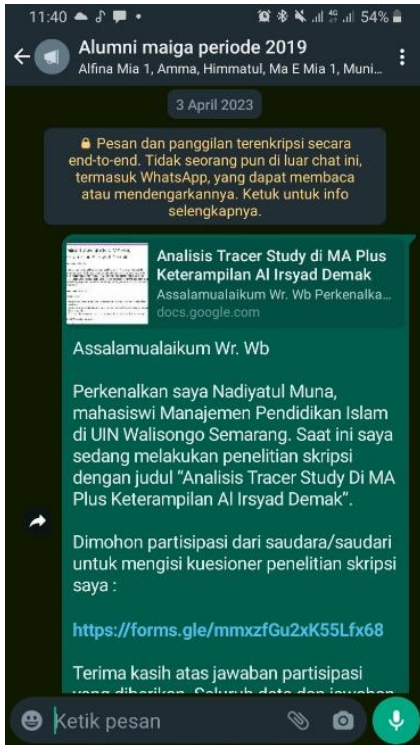 11:40
54%
Alumni maiga periode 2019
Alfina Mia 1, Amma, Himmatul, Ma E Mia 1, Muni...
3 April 2023
Pesan dan panggilan terenkripsi secara
end-to-end. Tidak seorang pun di luar chat ini,
termasuk WhatsApp, yang dapat membaca
atau mendengarkannya. Ketuk untuk info
selengkapnya.
Analisis Tracer Study di MA Plus
Keterampilan Al Irsyad Demak
Assalamualaikum Wr. Wb Perkenalka...
docs.google.com
Assalamualaikum Wr. Wb
Perkenalkan saya Nadiyatul Muna,
mahasiswi Manajemen Pendidikan Islam
di UIN Walisongo Semarang. Saat ini saya
sedang melakukan penelitian skripsi
dengan judul “Analisis Tracer Study Di MA
Plus Keterampilan Al Irsyad Demak”.
Dimohon partisipasi dari saudara/saudari
untuk mengisi kuesioner penelitian skripsi
saya :
https://forms.gle/mmxzfGu2xK55Lfx68
Terima kasih atas jawaban partisipasi
yang diberikan. Seluruh data dan jawaban
Ketik pesan